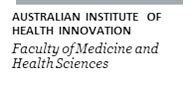 AUSTRALIAN INSTITUTE OF
HEALTH INNOVATION
Faculty of Medicine and
Health Sciences